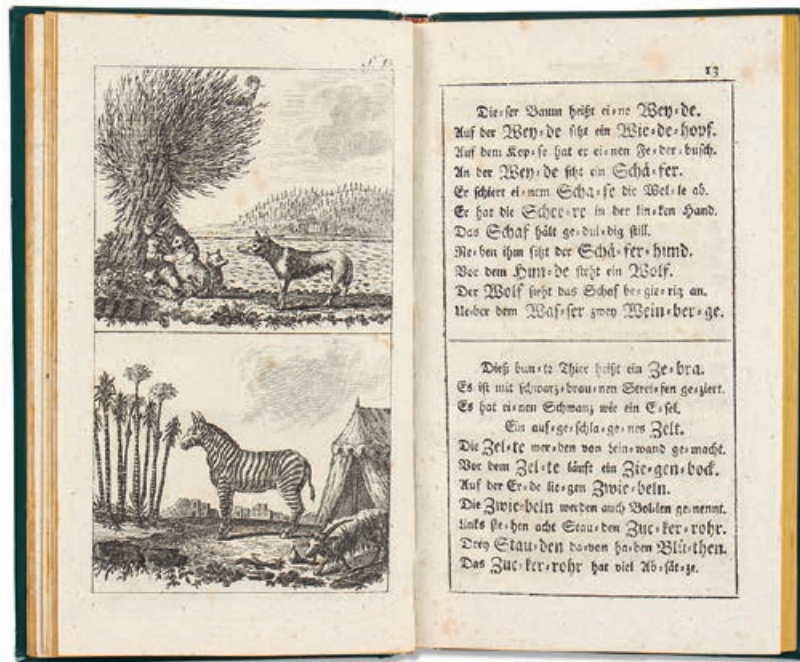 13
Die⸗ser Baum heißt ei⸗ne Wey⸗de.
Auf der Wey⸗de sitzt ein Wie⸗de⸗hopf.
Auf dem Kop⸗fe hat er ei⸗nen Fe⸗der⸗busch.
An der Wey⸗de sitzt ein Schä⸗fer.
Er schiert ei⸗nem Scha⸗fe die Wol⸗le ab.
Er hat die Schee⸗re in der lin⸗ken Hand.
Das Schaf hält ge⸗dul⸗dig still.
Ne⸗ben ihm sitzt der Schä⸗fer⸗hund.
Vor dem Hun⸗de steht ein Wolf.
Der Wolf sieht das Schaf be⸗gie⸗rig an.
Ue⸗ber dem Was⸗ser zwey Wein⸗ber⸗ge.
Dieß bun⸗te Thier heißt ein Ze⸗bra.
Es ist mit schwarz⸗brau⸗nen Strei⸗fen ge⸗ziert.
Es hat ei⸗nen Schwanz wie ein E⸗sel.
Ein auf⸗ge⸗schla⸗ge⸗nes Zelt.
Die Zel⸗te wer⸗den von Lein⸗wand ge⸗macht.
Vor dem Zel⸗te läuft ein Zie⸗gen⸗bock.
Auf der Er⸗de lie⸗gen Zwie⸗beln.
Die Zwie⸗beln werden auch Bol⸗len ge⸗nennt.
Links ste⸗hen acht Stau⸗den Zuc⸗ker⸗rohr.
Drey Stau⸗den da⸗von ha⸗ben Blü⸗then.
Das Zuc⸗ker⸗rohr hat viel Ab⸗sät⸗ze.